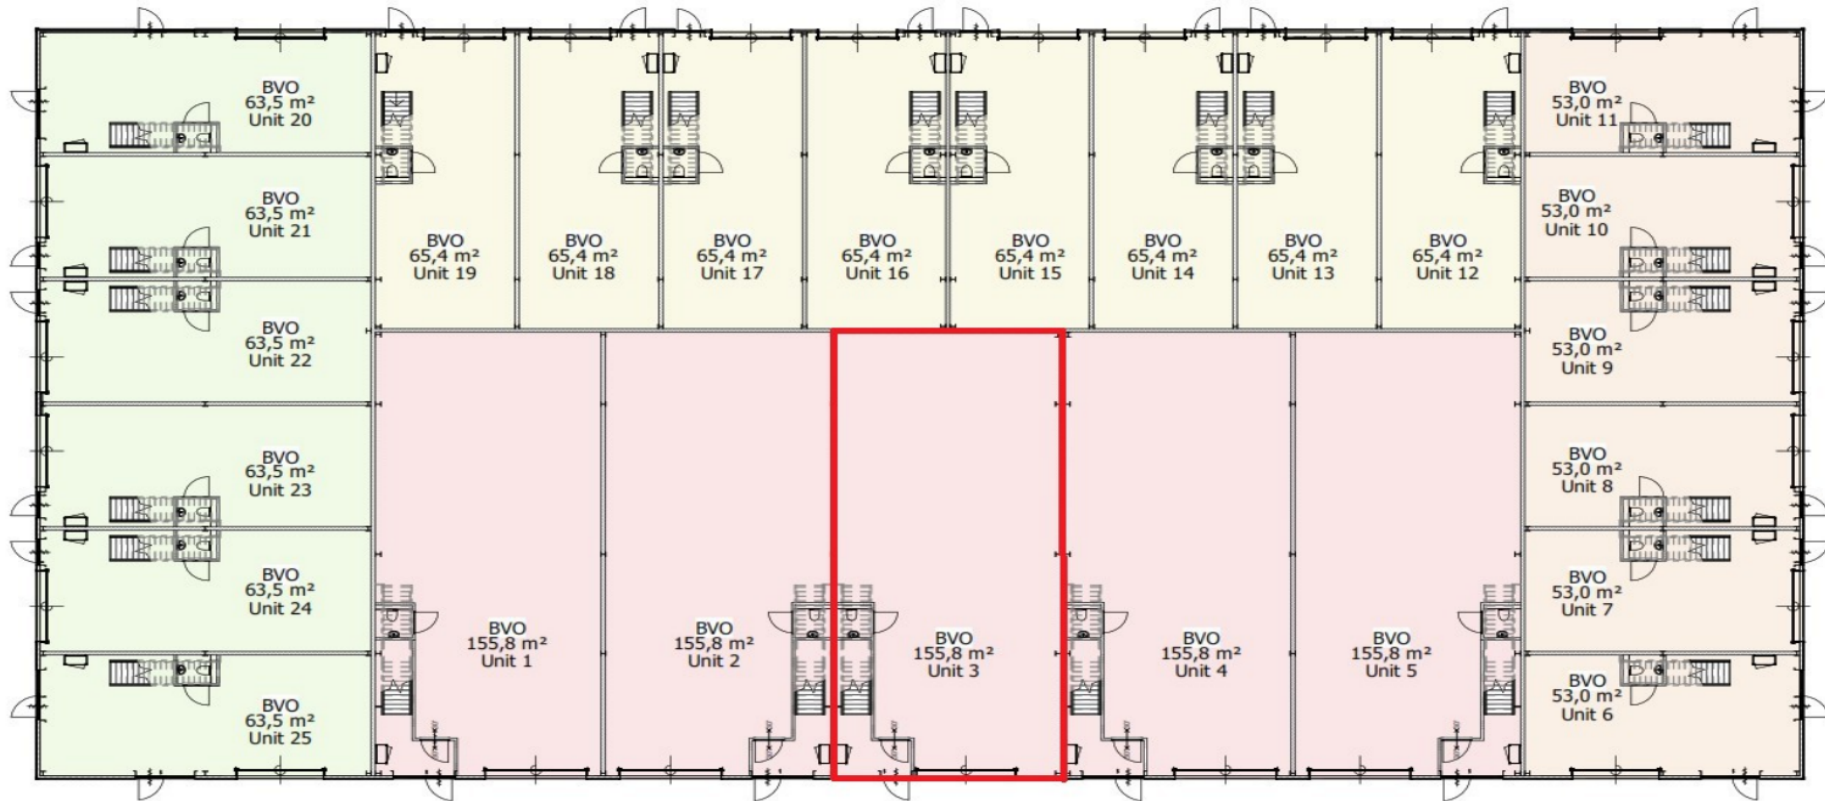 BVO
63,5 m²
Unit 20
BVO
63,5 m²
Unit 21
BVO
63,5 m²
Unit 22
BVO
63,5 m²
Unit 23
BVO
63,5 m²
Unit 24
BVO
63,5 m²
Unit 25
BVO
65,4 m²
Unit 19
BVO
65,4 m²
Unit 18
BVO
65,4 m²
Unit 17
BVO
65,4 m²
Unit 16
BVO
65,4 m²
Unit 15
BVO
65,4 m²
Unit 14
BVO
65,4 m²
Unit 13
BVO
65,4 m²
Unit 12
BVO
155,8 m²
Unit 1
BVO
155,8 m²
Unit 2
BVO
155,8 m²
Unit 3
BVO
155,8 m²
Unit 4
BVO
155,8 m²
Unit 5
BVO
53,0 m²
Unit 11
BVO
53,0 m²
Unit 10
BVO
53,0 m²
Unit 9
BVO
53,0 m²
Unit 8
BVO
53,0 m²
Unit 7
BVO
53,0 m²
Unit 6